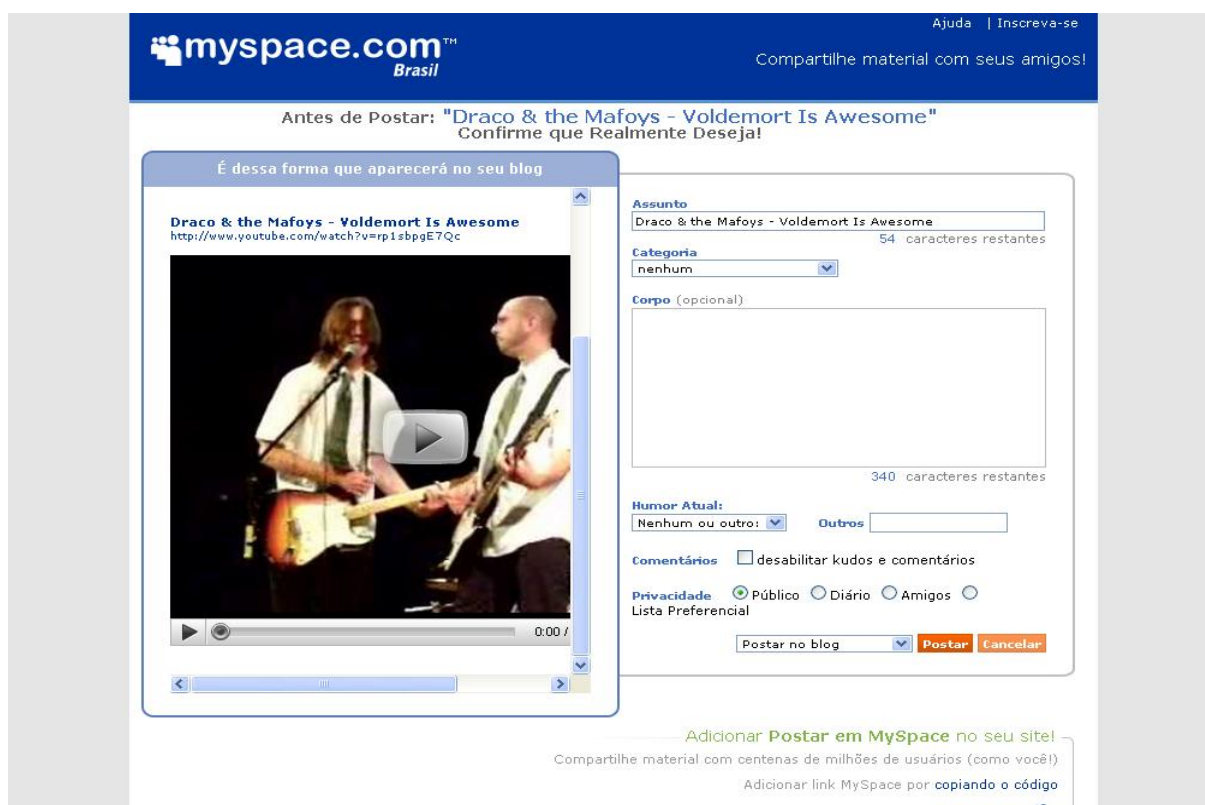 Ajuda | Inscreva-se
myspace.com™
Brasil
Compartilhe material com seus amigos!
Antes de Postar: "Draco & the Mafoys - Voldemort Is Awesome"
Confirme que Realmente Deseja!
É dessa forma que aparecerá no seu blog
Draco & the Mafoys - Voldemort Is Awesome
http://www.youtube.com/watch?v=rp1sbpgE7Qc
0:00 /
Assunto
Draco & the Mafoys - Voldemort Is Awesome
54 caracteres restantes
Categoria
nenhum
Corpo (opcional)
340 caracteres restantes
Humor Atual:
Nenhum ou outro: Outros
Comentários desabilitar kudos e comentários
Privacidade Público Diário Amigos
Lista Preferencial
Postar no blog Postar Cancelar
Adicionar Postar em MySpace no seu site!
Compartilhe material com centenas de milhões de usuários (como você!)
Adicionar link MySpace por copiando o código